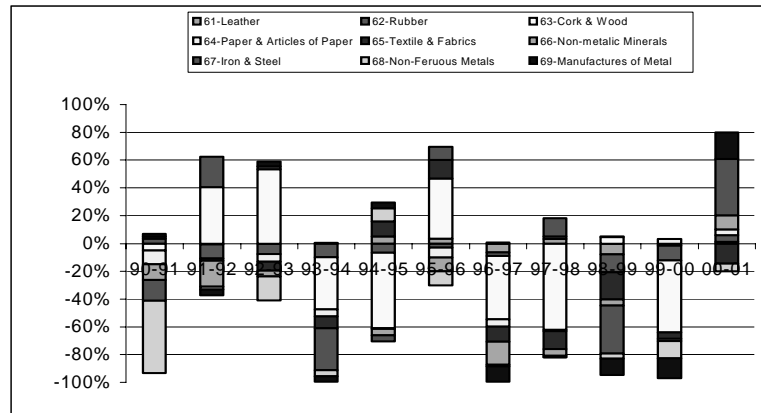 61-Leather 62-Rubber 63-Cork & Wood
64-Paper & Articles of Paper 65-Textile & Fabrics 66-Non-metalic Minerals
67-Iron & Steel 68-Non-Feruous Metals 69-Manufactures of Metal
100%
80%
60%
40%
20%
0%
90-91 91-92 92-93 93-94 94-95 95-96 96-97 97-98 98-99 99-00 00-01
-20%
-40%
-60%
-80%
-100%